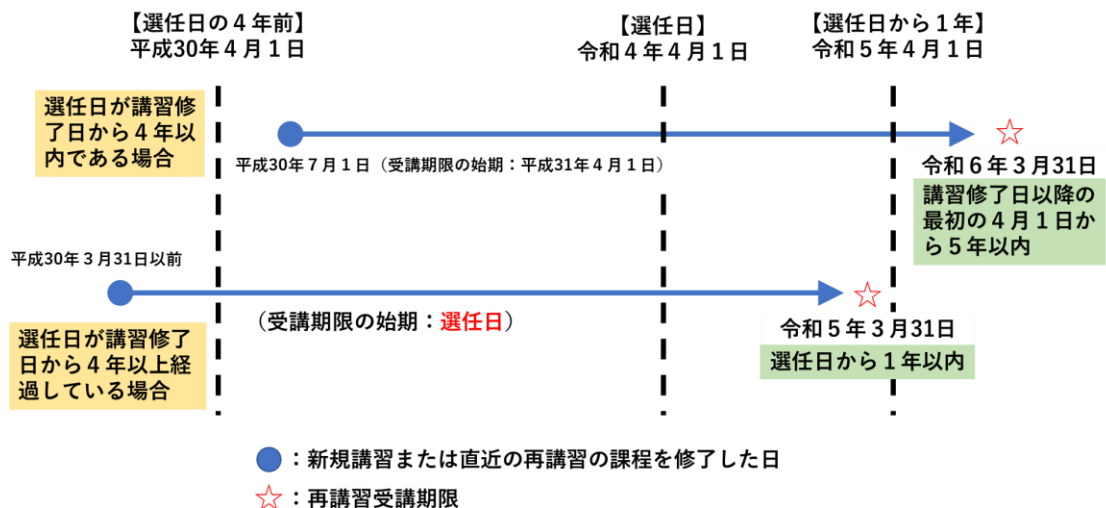 【選任日の４年前】
平成30年４月１日
【選任日】
令和４年４月１日
【選任日から１年】
令和５年４月１日
選任日が講習修
了日から４年以
内である場合
平成30年７月１日（受講期限の始期：平成31年４月１日）
令和６年３月31日
講習修了日以降の
最初の４月１日か
ら５年以内
平成30年３月31日以前
（受講期限の始期：選任日）
選任日が講習修了
日から４年以上経
過している場合
令和５年３月31日
選任日から１年以内
：新規講習または直近の再講習の課程を修了した日
：再講習受講期限